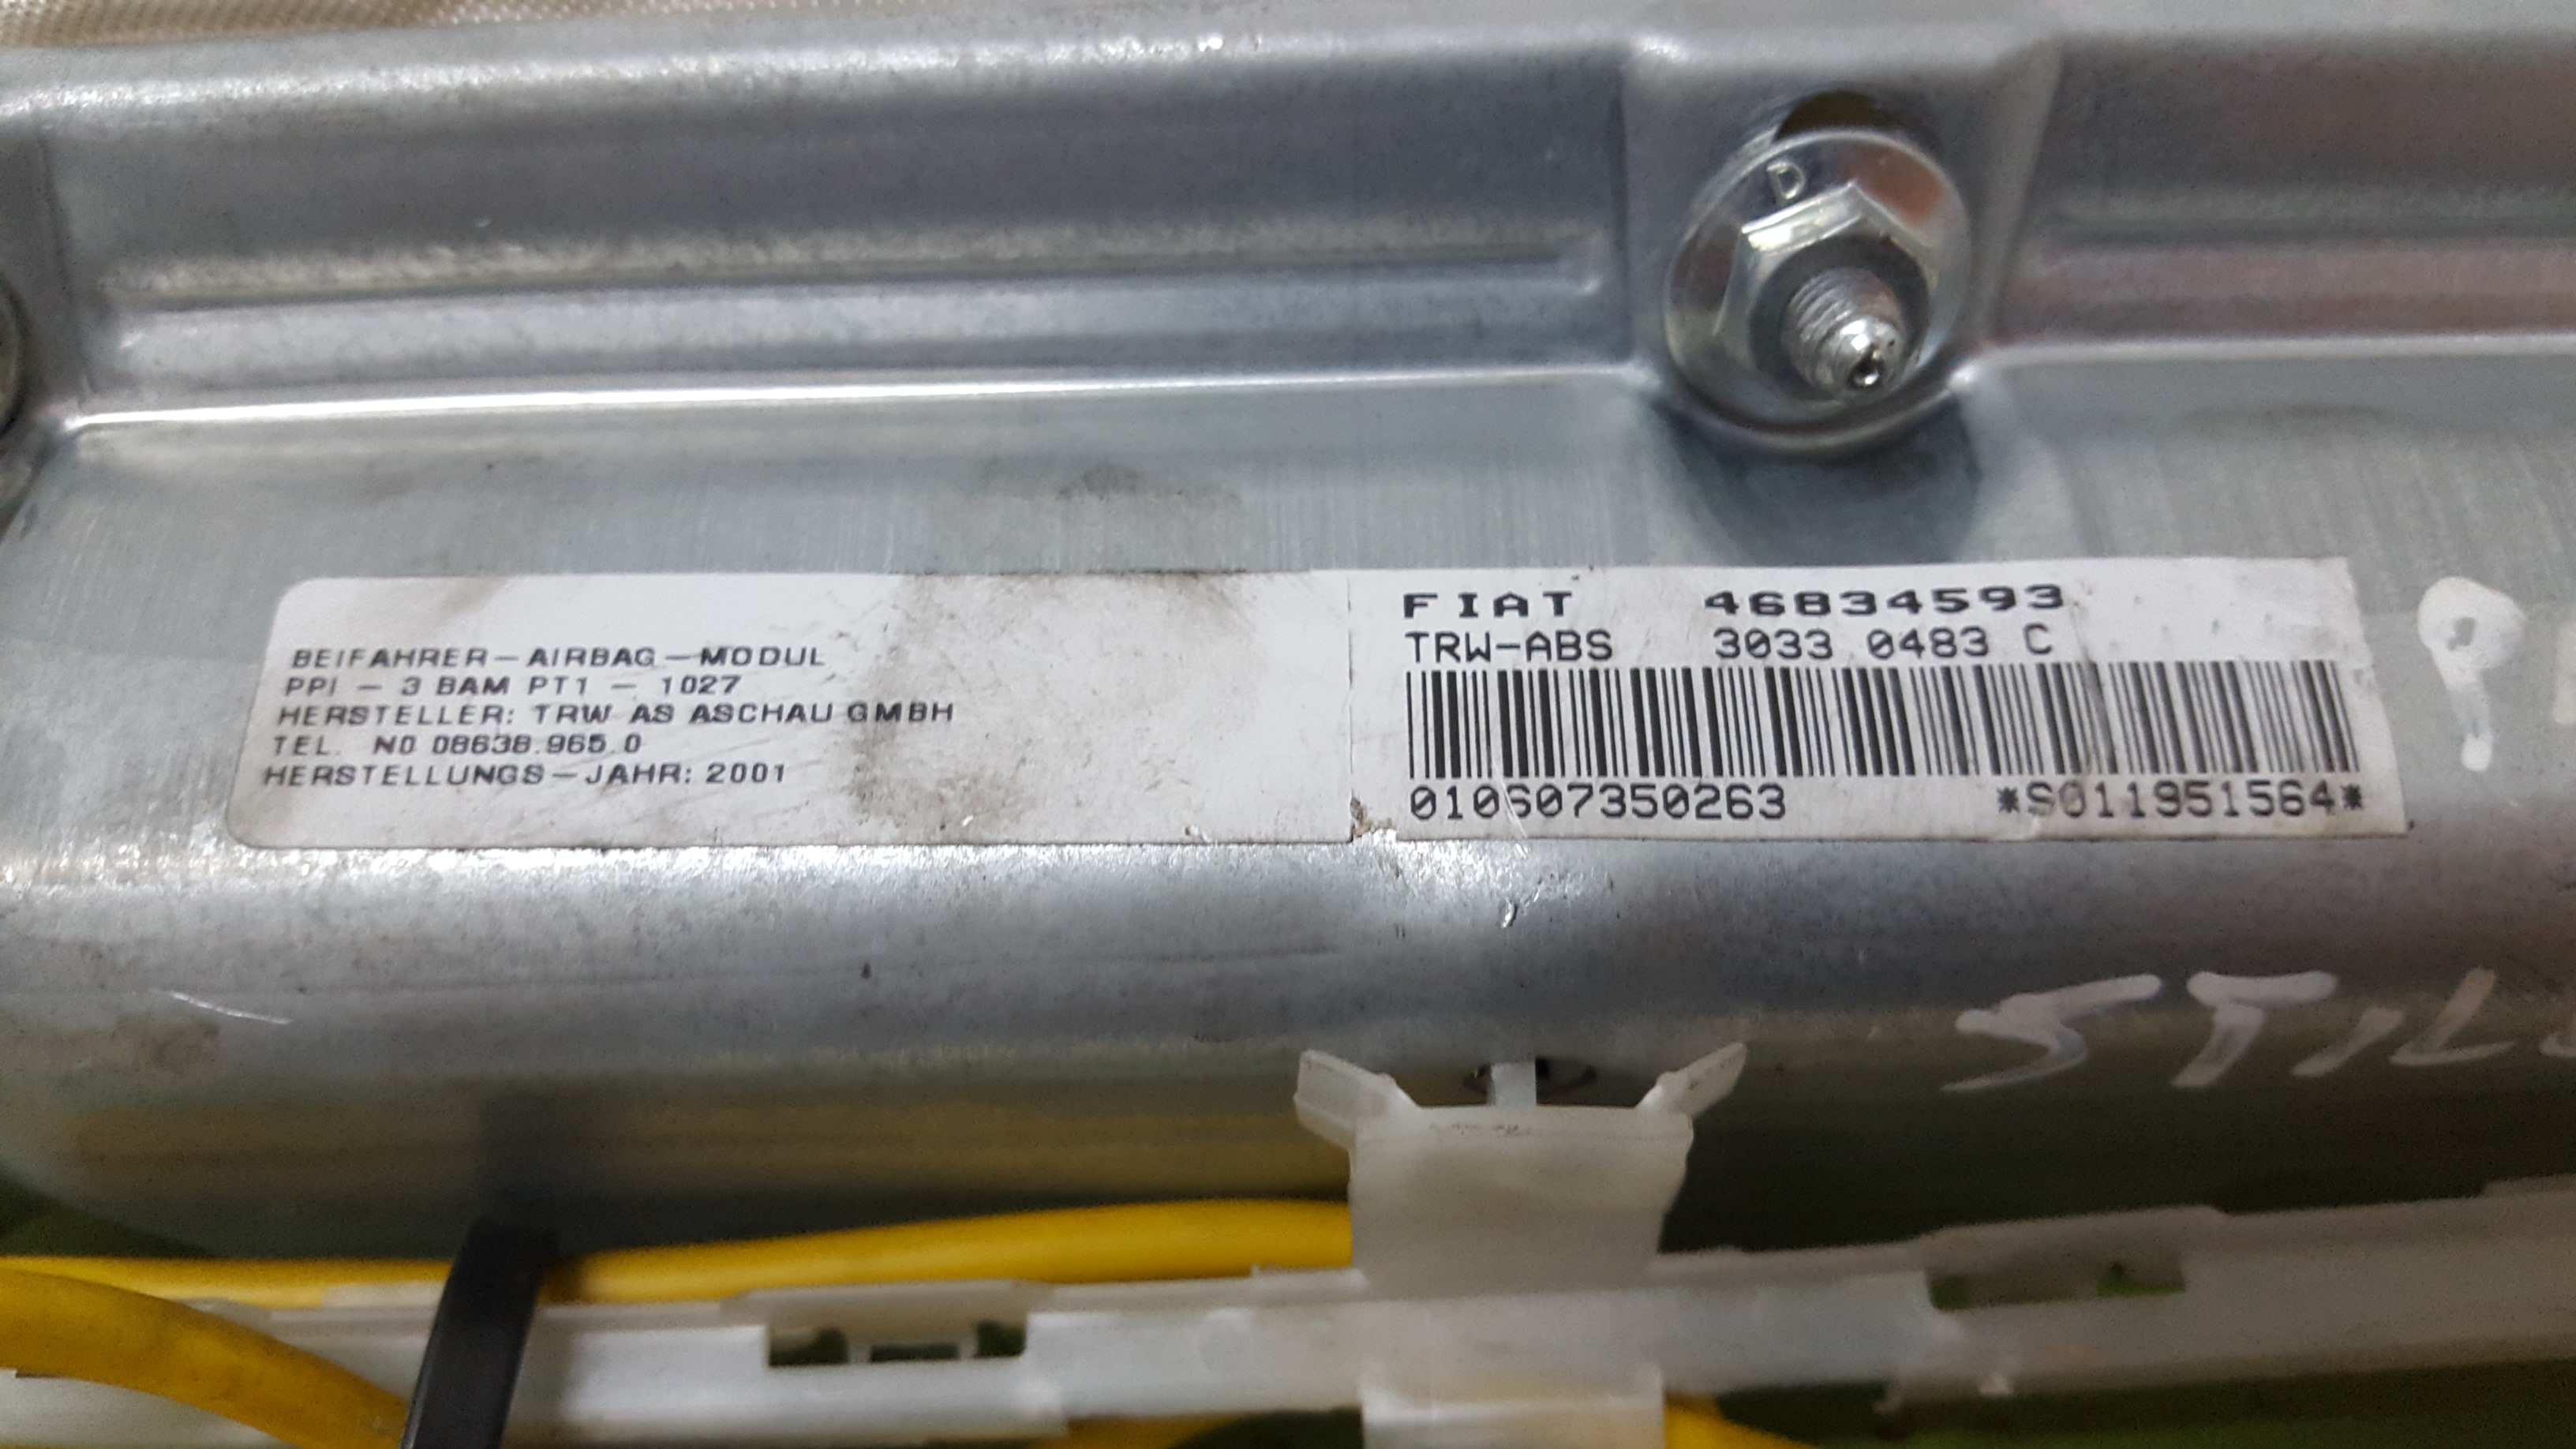 D
BEIFAHRER-AIRBAG-MODUL
PPI - 3 BAM PT1 - 1027
HERSTELLER: TRW AS ASCHAU GMBH
TEL. NO 08638.965.0
HERSTELLUNGS-JAHR: 2001
FIAT 46834593
TRW-ABS 3033 0483 C
010607350263 *S011951564*